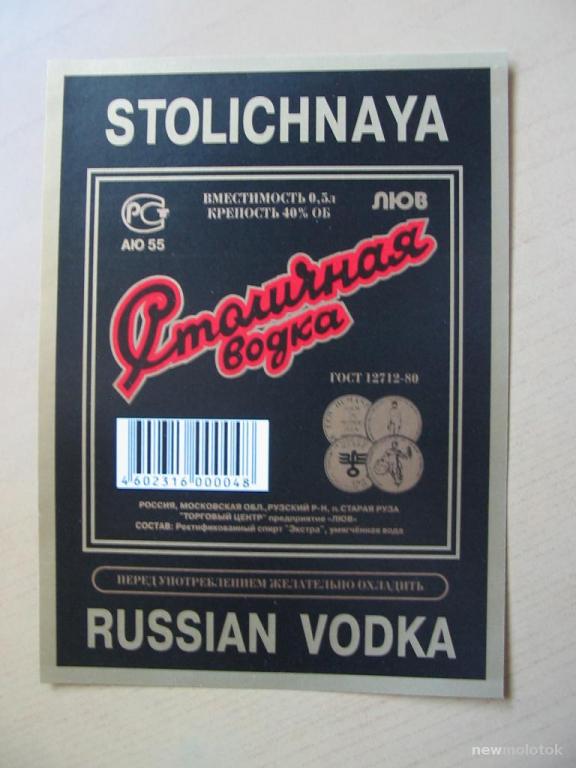 STOLICHNAYA
ВМЕСТИМОСТЬ 0,5л
КРЕПОСТЬ 40% ОБ
ЛЮВ
РСТ
АЮ 55
Столичная
водка
ГОСТ 12712-80
4602316000048
РОССИЯ, МОСКОВСКАЯ ОБЛ.,РУЗСКИЙ Р-Н, п.СТАРАЯ РУЗА
"ТОРГОВЫЙ ЦЕНТР" предприятие «ЛЮВ»
СОСТАВ: Ректификованный спирт "Экстра", умягчённая вода
ПЕРЕД УПОТРЕБЛЕНИЕМ ЖЕЛАТЕЛЬНО ОХЛАДИТЬ
RUSSIAN VODKA
newmolotok